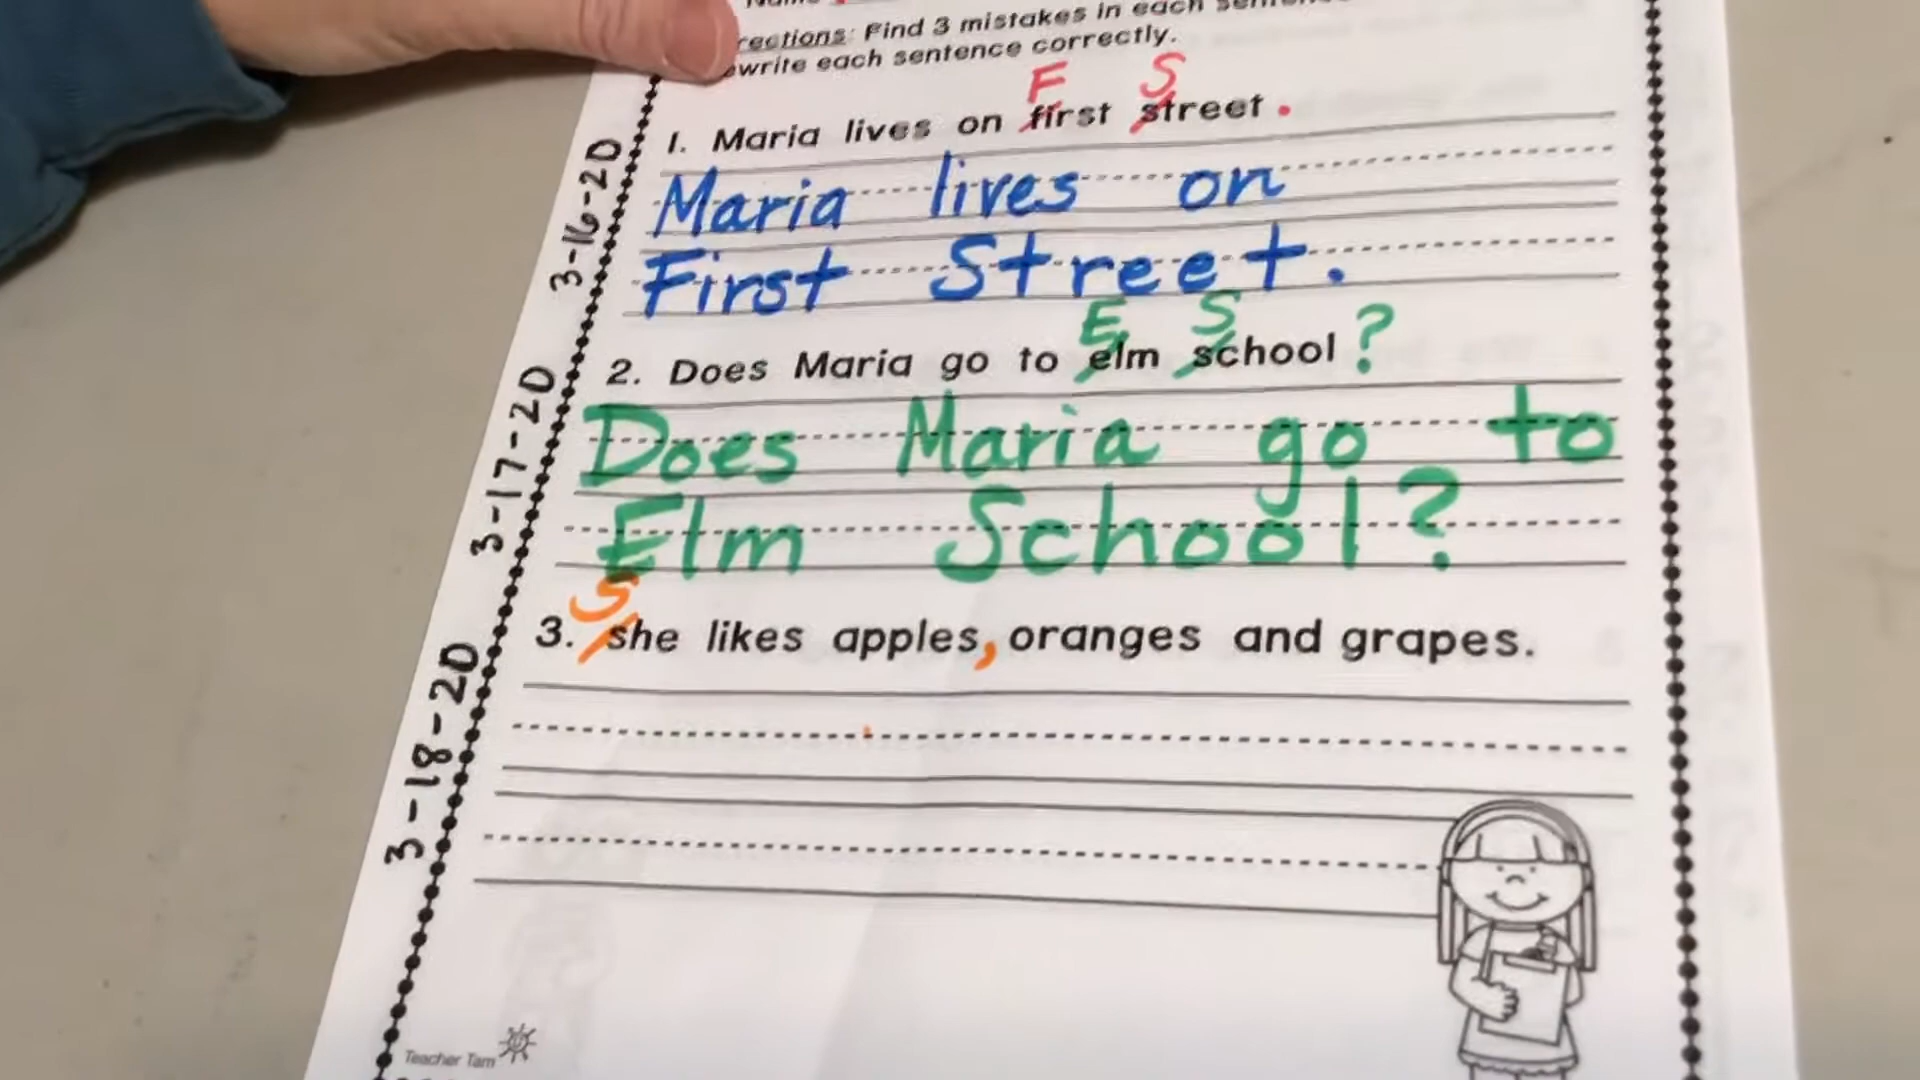 Directions: Find 3 mistakes in each
Rewrite each sentence correctly.
F S
1. Maria lives on first street.
Maria lives on
First Street.
3-16-20
E S
2. Does Maria go to elm school?
Does Maria go to
Elm School?
3-17-20
S
3. she likes apples, oranges and grapes.
3-18-20
Teacher Tam